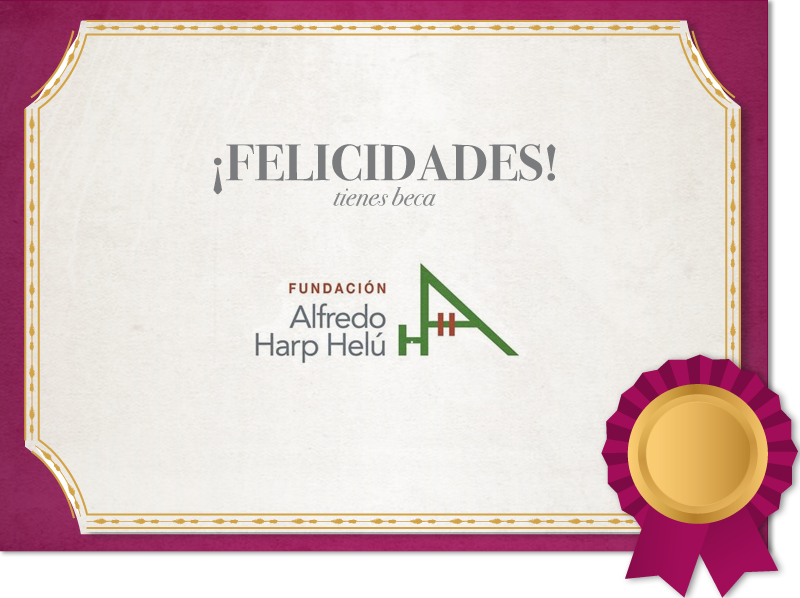 ¡FELICIDADES!
tienes beca
FUNDACIÓN
Alfredo
Harp Helú